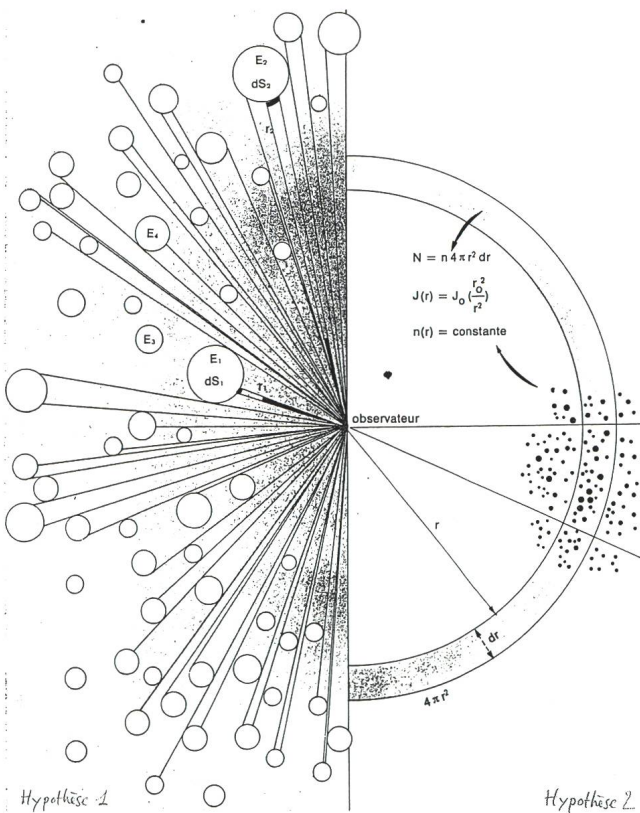 E₂
dS₂
r₂
E₄
E₃
E₁
dS₁
r₁
N = n 4 π r² dr
J(r) = J₀ (r₀²/r²)
n(r) = constante
observateur
r
dr
4 π r²
Hypothèse 1
Hypothèse 2